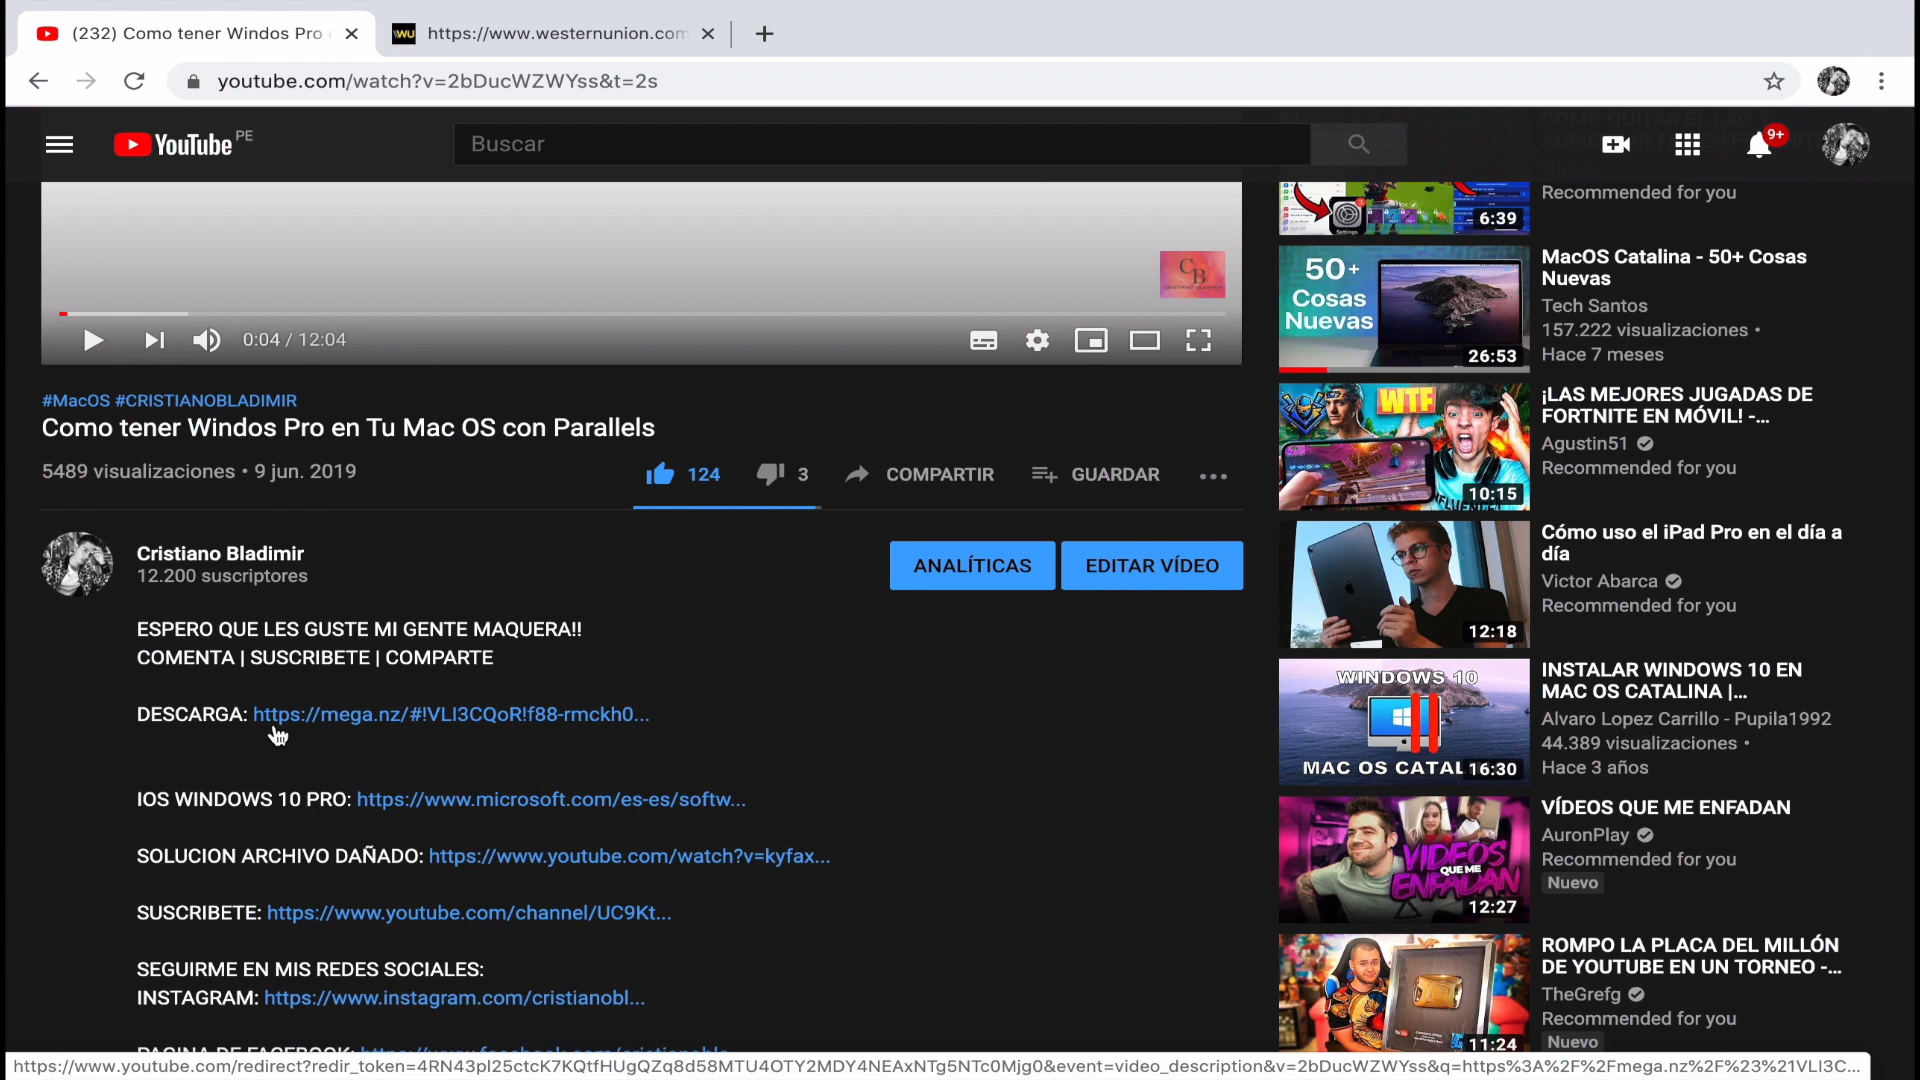 (232) Como tener Windos Pro
https://www.westernunion.com
youtube.com/watch?v=2bDucWZWYss&t=2s
YouTube PE
Buscar
9+
6:39
Recommended for you
CB
0:04 / 12:04
#MacOS #CRISTIANOBLADIMIR
Como tener Windos Pro en Tu Mac OS con Parallels
5489 visualizaciones • 9 jun. 2019
124
3
COMPARTIR
GUARDAR
Cristiano Bladimir
12.200 suscriptores
ANALÍTICAS
EDITAR VÍDEO
ESPERO QUE LES GUSTE MI GENTE MAQUERA!!
COMENTA | SUSCRIBETE | COMPARTE
DESCARGA: https://mega.nz/#!VLI3CQoR!f88-rmckh0...
IOS WINDOWS 10 PRO: https://www.microsoft.com/es-es/softw...
SOLUCION ARCHIVO DAÑADO: https://www.youtube.com/watch?v=kyfax...
SUSCRIBETE: https://www.youtube.com/channel/UC9Kt...
SEGUIRME EN MIS REDES SOCIALES:
INSTAGRAM: https://www.instagram.com/cristianobl...
50+
Cosas
Nuevas
26:53
MacOS Catalina - 50+ Cosas
Nuevas
Tech Santos
157.222 visualizaciones •
Hace 7 meses
WTF
10:15
¡LAS MEJORES JUGADAS DE
FORTNITE EN MÓVIL! -...
Agustin51
Recommended for you
12:18
Cómo uso el iPad Pro en el día a
día
Victor Abarca
Recommended for you
WINDOWS 10
MAC OS CATAL
16:30
INSTALAR WINDOWS 10 EN
MAC OS CATALINA |...
Alvaro Lopez Carrillo - Pupila1992
44.389 visualizaciones •
Hace 3 años
VIDEOS
QUE ME
ENFADAN
12:27
VÍDEOS QUE ME ENFADAN
AuronPlay
Recommended for you
Nuevo
11:24
ROMPO LA PLACA DEL MILLÓN
DE YOUTUBE EN UN TORNEO -...
TheGrefg
Recommended for you
Nuevo
https://www.youtube.com/redirect?redir_token=4RN43pl25ctcK7KQtfHUgQZq8d58MTU4OTY2MDY4NEAxNTg5NTc0Mjg0&event=video_description&v=2bDucWZWYss&q=https%3A%2F%2Fmega.nz%2F%23%21VLI3C...